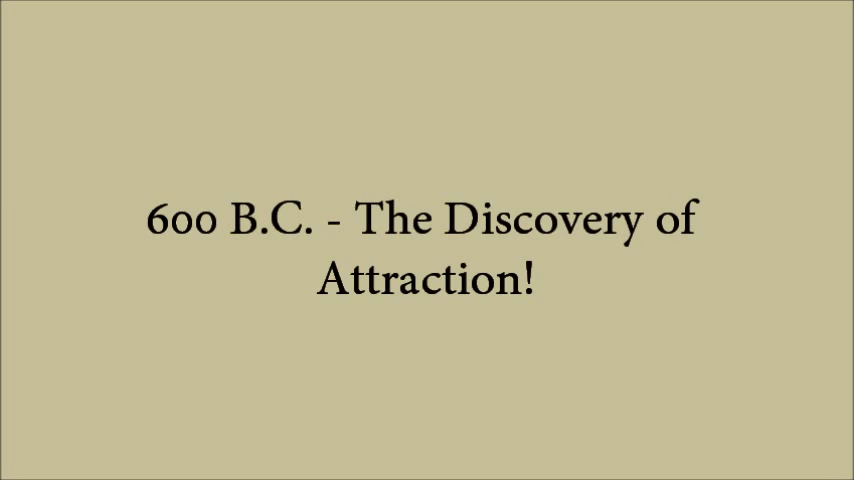 600 B.C. - The Discovery of
Attraction!